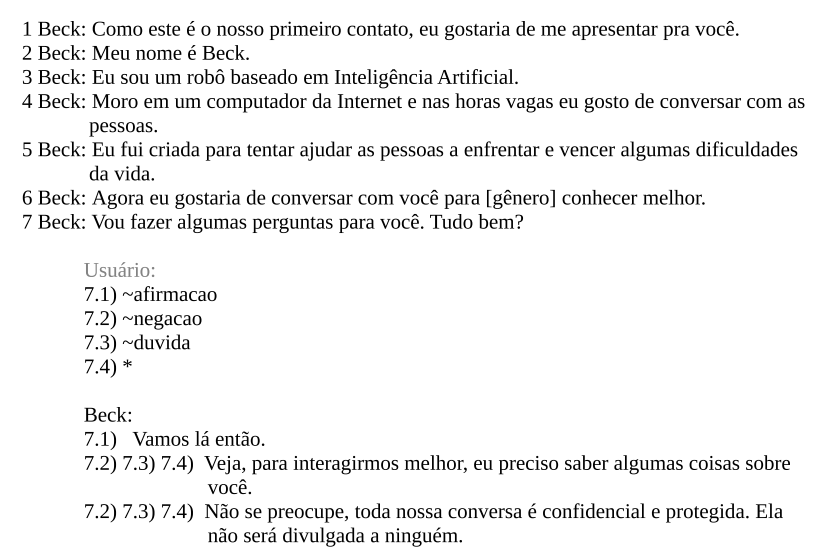 1 Beck: Como este é o nosso primeiro contato, eu gostaria de me apresentar pra você.
2 Beck: Meu nome é Beck.
3 Beck: Eu sou um robô baseado em Inteligência Artificial.
4 Beck: Moro em um computador da Internet e nas horas vagas eu gosto de conversar com as
pessoas.
5 Beck: Eu fui criada para tentar ajudar as pessoas a enfrentar e vencer algumas dificuldades
da vida.
6 Beck: Agora eu gostaria de conversar com você para [gênero] conhecer melhor.
7 Beck: Vou fazer algumas perguntas para você. Tudo bem?
Usuário:
7.1) ~afirmacao
7.2) ~negacao
7.3) ~duvida
7.4) *
Beck:
7.1) Vamos lá então.
7.2) 7.3) 7.4) Veja, para interagirmos melhor, eu preciso saber algumas coisas sobre
você.
7.2) 7.3) 7.4) Não se preocupe, toda nossa conversa é confidencial e protegida. Ela
não será divulgada a ninguém.